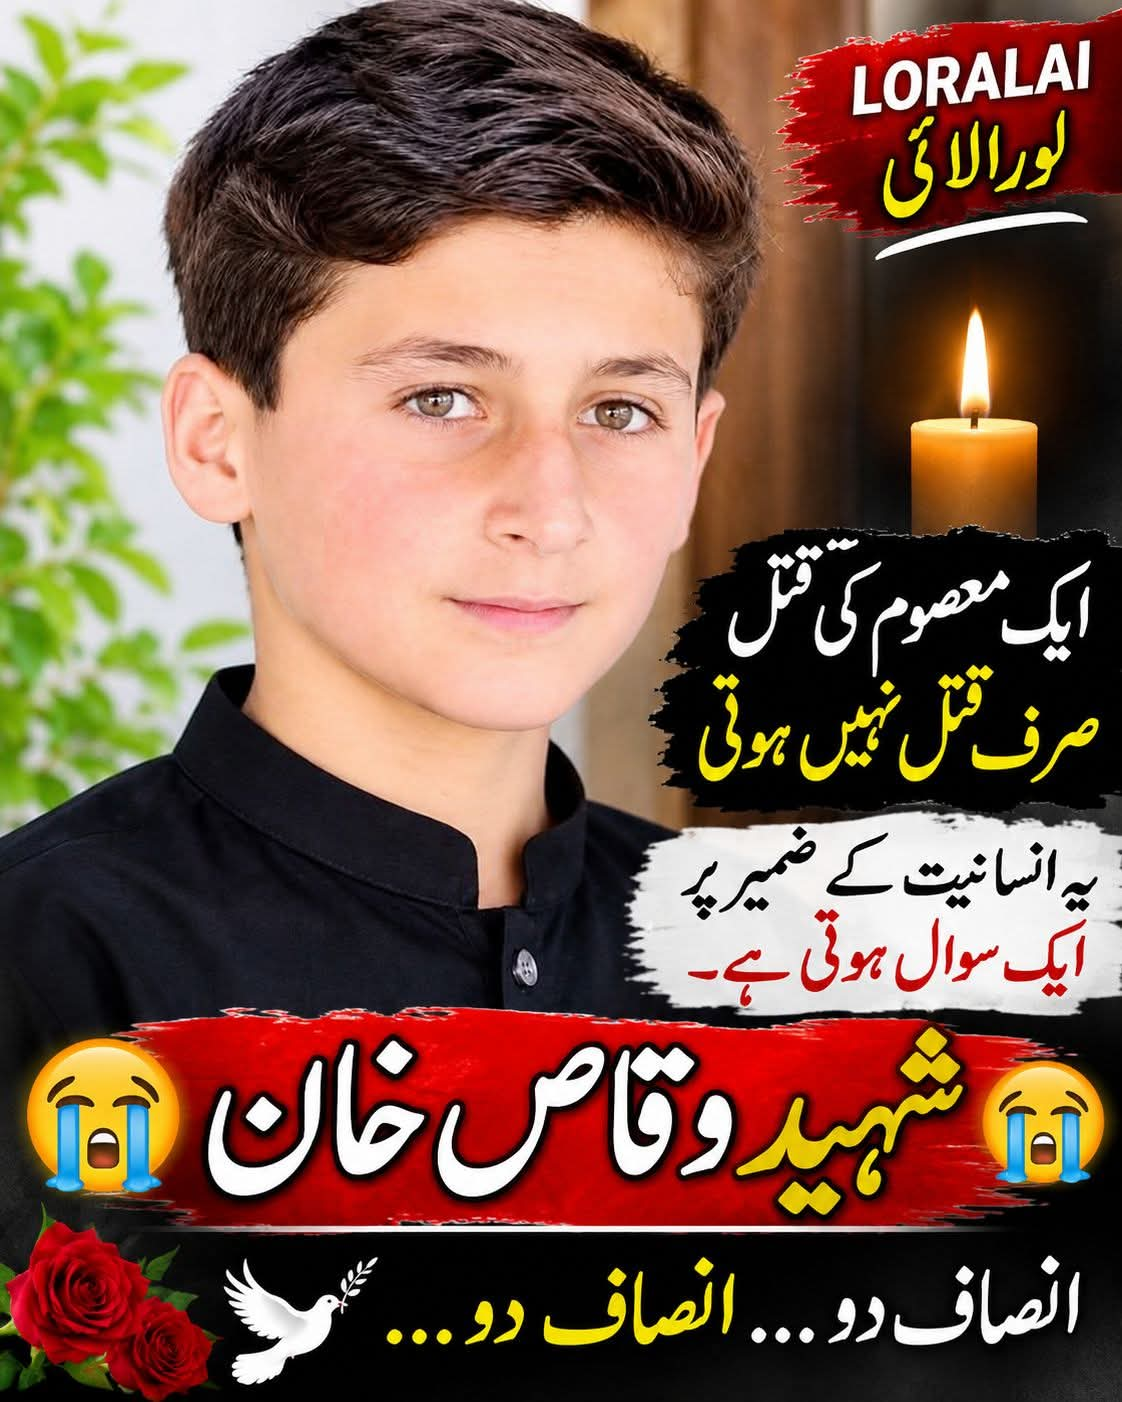 LORALAI
لورالائی
ایک معصوم کی قتل
صرف قتل نہیں ہوتی
یہ انسانیت کے ضمیر پر
ایک سوال ہوتی ہے۔
شہید وقاص خان
انصاف دو... انصاف دو...